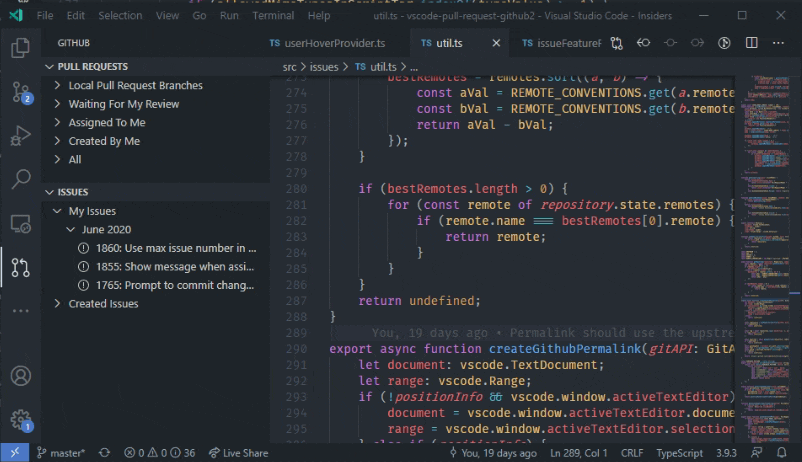 File Edit Selection View Go Run Terminal Help util.ts - vscode-pull-request-github2 - Visual Studio Code - Insiders
GITHUB
userHoverProvider.ts util.ts issueFeatureF
PULL REQUESTS
Local Pull Request Branches
Waiting For My Review
Assigned To Me
Created By Me
All
ISSUES
My Issues
June 2020
1860: Use max issue number in ...
1855: Show message when assi...
1765: Prompt to commit chang...
Created Issues
2
1
src > issues > util.ts > ...
bestRemotes = remotes.sort((a, b) => {
274 const aVal = REMOTE_CONVENTIONS.get(a.remote
275 const bVal = REMOTE_CONVENTIONS.get(b.remote
276 return aVal - bVal;
277 });
278 }
279
280 if (bestRemotes.length > 0) {
281 for (const remote of repository.state.remotes) {
282 if (remote.name === bestRemotes[0].remote) {
283 return remote;
284 }
285 }
286 }
287 return undefined;
288 }
289 You, 19 days ago • Permalink should use the upstre
290 export async function createGithubPermalink(gitAPI: GitA
291 let document: vscode.TextDocument;
292 let range: vscode.Range;
293 if (!positionInfo && vscode.window.activeTextEditor)
294 document = vscode.window.activeTextEditor.docume
295 range = vscode.window.activeTextEditor.selection
} else if (positionInfo) {
master* 0 0 36 Live Share You, 19 days ago Ln 289, Col 1 CRLF TypeScript 3.9.3